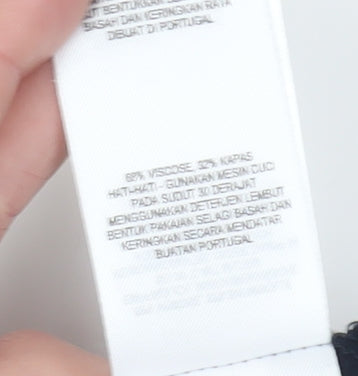 BENTUKKAN
BASAH DAN KERINGKAN RATA
DIBUAT DI PORTUGAL
68% VISCOSE, 32% KAPAS
HATI-HATI - GUNAKAN MESIN CUCI
PADA SUDUT 30 DERAJAT
MENGGUNAKAN DETERJEN LEMBUT
BENTUK PAKAIAN SELAGI BASAH DAN
KERINGKAN SECARA MENDATAR
BUATAN PORTUGAL